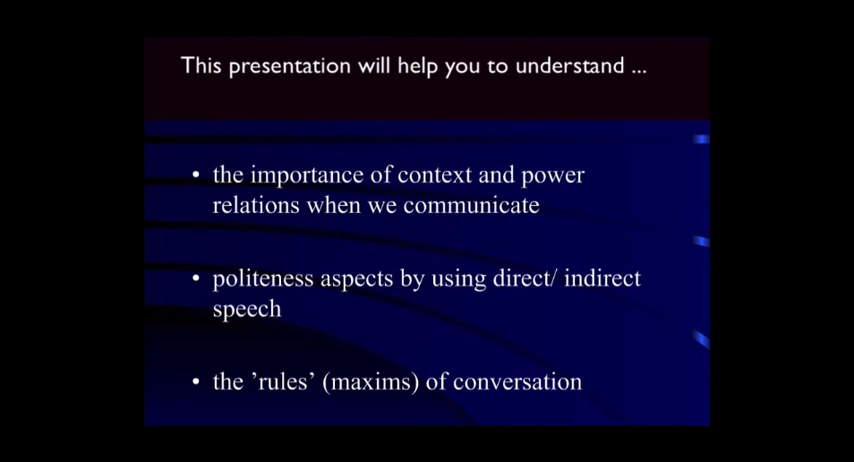 This presentation will help you to understand ...
• the importance of context and power
relations when we communicate
• politeness aspects by using direct/ indirect
speech
• the ’rules’ (maxims) of conversation